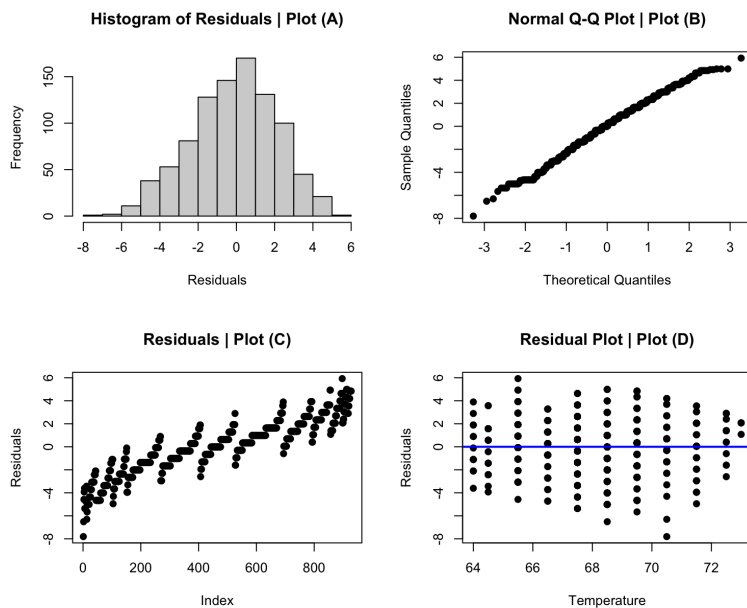 Histogram of Residuals | Plot (A)
Frequency
150
100
50
0
-8 -6 -4 -2 0 2 4 6
Residuals
Normal Q-Q Plot | Plot (B)
Sample Quantiles
6
4
2
0
-4
-8
-3 -2 -1 0 1 2 3
Theoretical Quantiles
Residuals | Plot (C)
Residuals
6
4
2
0
-4
-8
0 200 400 600 800
Index
Residual Plot | Plot (D)
Residuals
6
4
2
0
-4
-8
64 66 68 70 72
Temperature